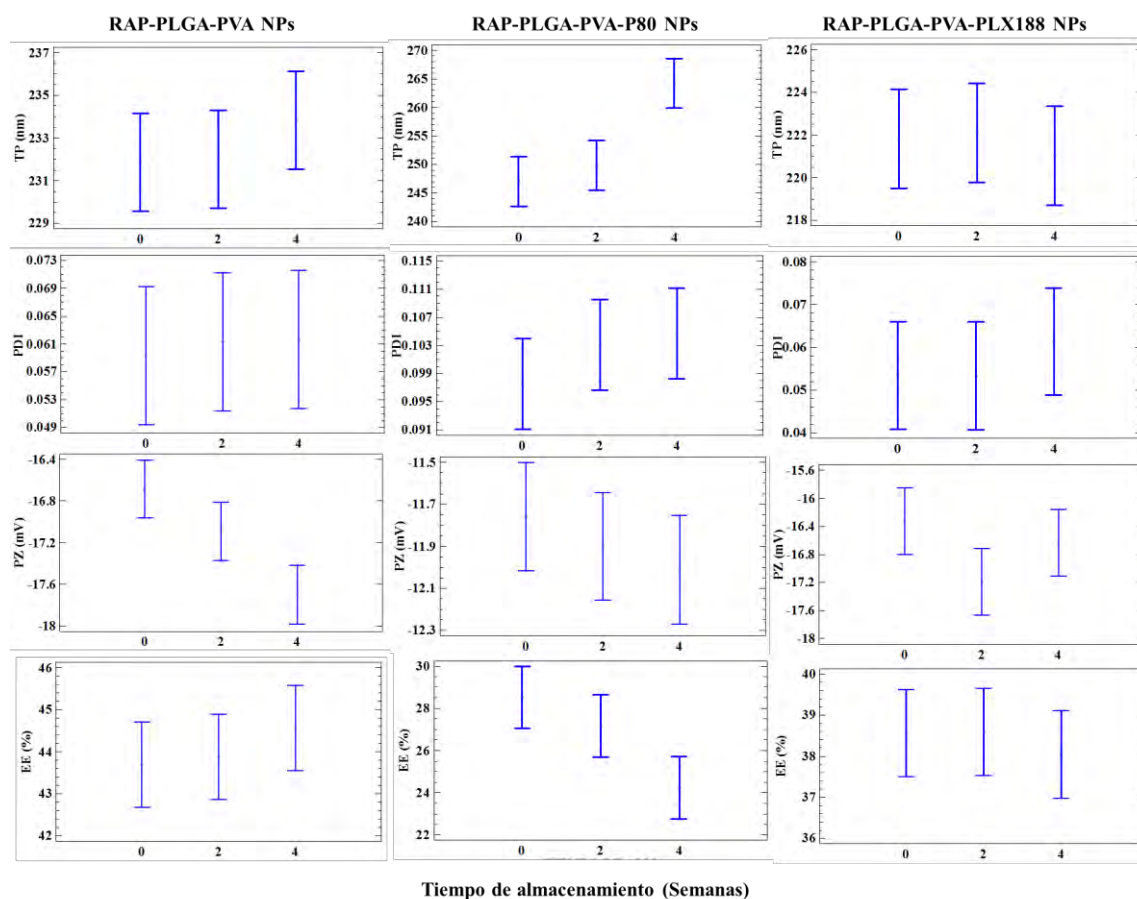 RAP-PLGA-PVA NPs RAP-PLGA-PVA-P80 NPs RAP-PLGA-PVA-PLX188 NPs
TP (nm)
237
235
233
231
229
0 2 4
TP (nm)
270
265
260
255
250
245
240
0 2 4
TP (nm)
226
224
222
220
218
0 2 4
PDI
0.073
0.069
0.065
0.061
0.057
0.053
0.049
0 2 4
PDI
0.115
0.111
0.107
0.103
0.099
0.095
0.091
0 2 4
PDI
0.08
0.07
0.06
0.05
0.04
0 2 4
PZ (mV)
-16.4
-16.8
-17.2
-17.6
-18
0 2 4
PZ (mV)
-11.5
-11.7
-11.9
-12.1
-12.3
0 2 4
PZ (mV)
-15.6
-16
-16.4
-16.8
-17.2
-17.6
-18
0 2 4
EE (%)
46
45
44
43
42
0 2 4
EE (%)
30
28
26
24
22
0 2 4
EE (%)
40
39
38
37
36
0 2 4
Tiempo de almacenamiento (Semanas)